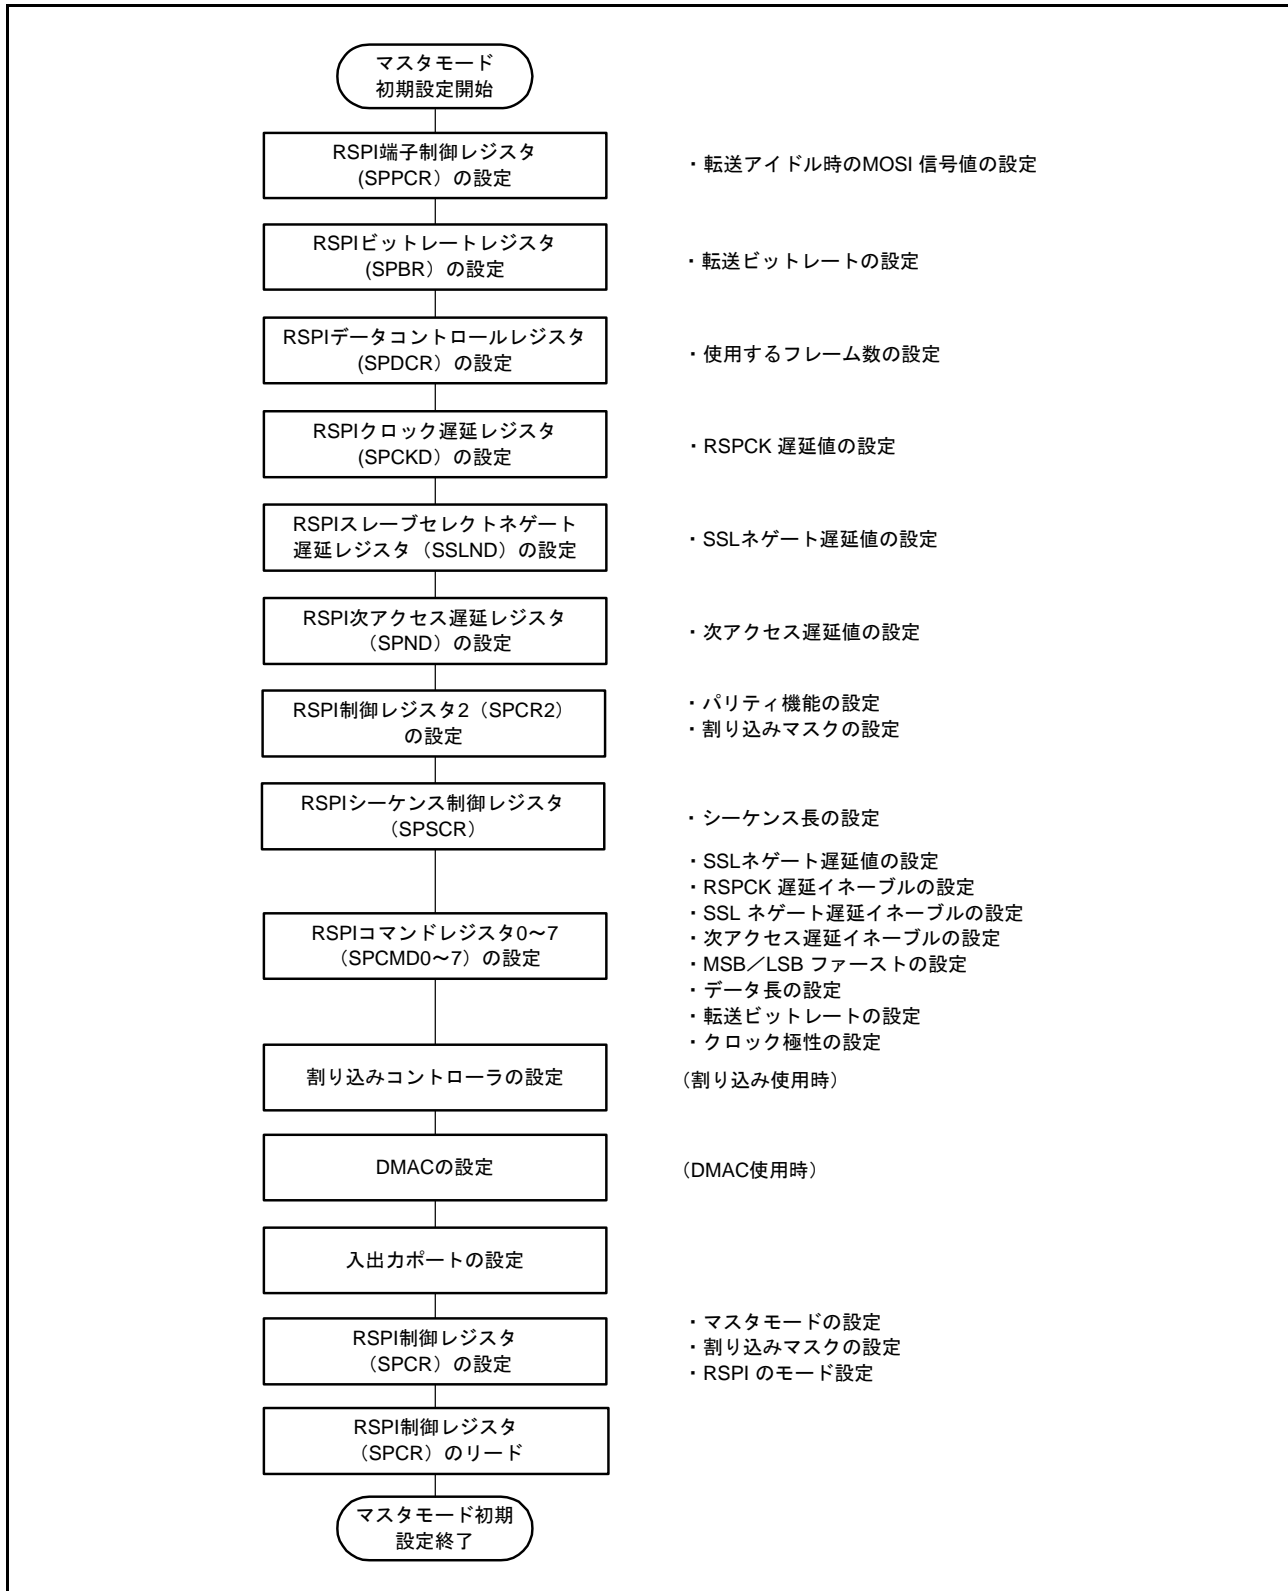 マスタモード
初期設定開始
RSPI端子制御レジスタ
(SPPCR）の設定
・転送アイドル時のMOSI 信号値の設定
RSPIビットレートレジスタ
(SPBR）の設定
・転送ビットレートの設定
RSPIデータコントロールレジスタ
(SPDCR）の設定
・使用するフレーム数の設定
RSPIクロック遅延レジスタ
(SPCKD）の設定
・RSPCK 遅延値の設定
RSPIスレーブセレクトネゲート
遅延レジスタ（SSLND）の設定
・SSLネゲート遅延値の設定
RSPI次アクセス遅延レジスタ
（SPND）の設定
・次アクセス遅延値の設定
RSPI制御レジスタ2（SPCR2）
の設定
・パリティ機能の設定
・割り込みマスクの設定
RSPIシーケンス制御レジスタ
（SPSCR）
・シーケンス長の設定
RSPIコマンドレジスタ0～7
（SPCMD0～7）の設定
・SSLネゲート遅延値の設定
・RSPCK 遅延イネーブルの設定
・SSL ネゲート遅延イネーブルの設定
・次アクセス遅延イネーブルの設定
・MSB／LSB ファーストの設定
・データ長の設定
・転送ビットレートの設定
・クロック極性の設定
割り込みコントローラの設定
（割り込み使用時）
DMACの設定
（DMAC使用時）
入出力ポートの設定
RSPI制御レジスタ
（SPCR）の設定
・マスタモードの設定
・割り込みマスクの設定
・RSPI のモード設定
RSPI制御レジスタ
（SPCR）のリード
マスタモード初期
設定終了